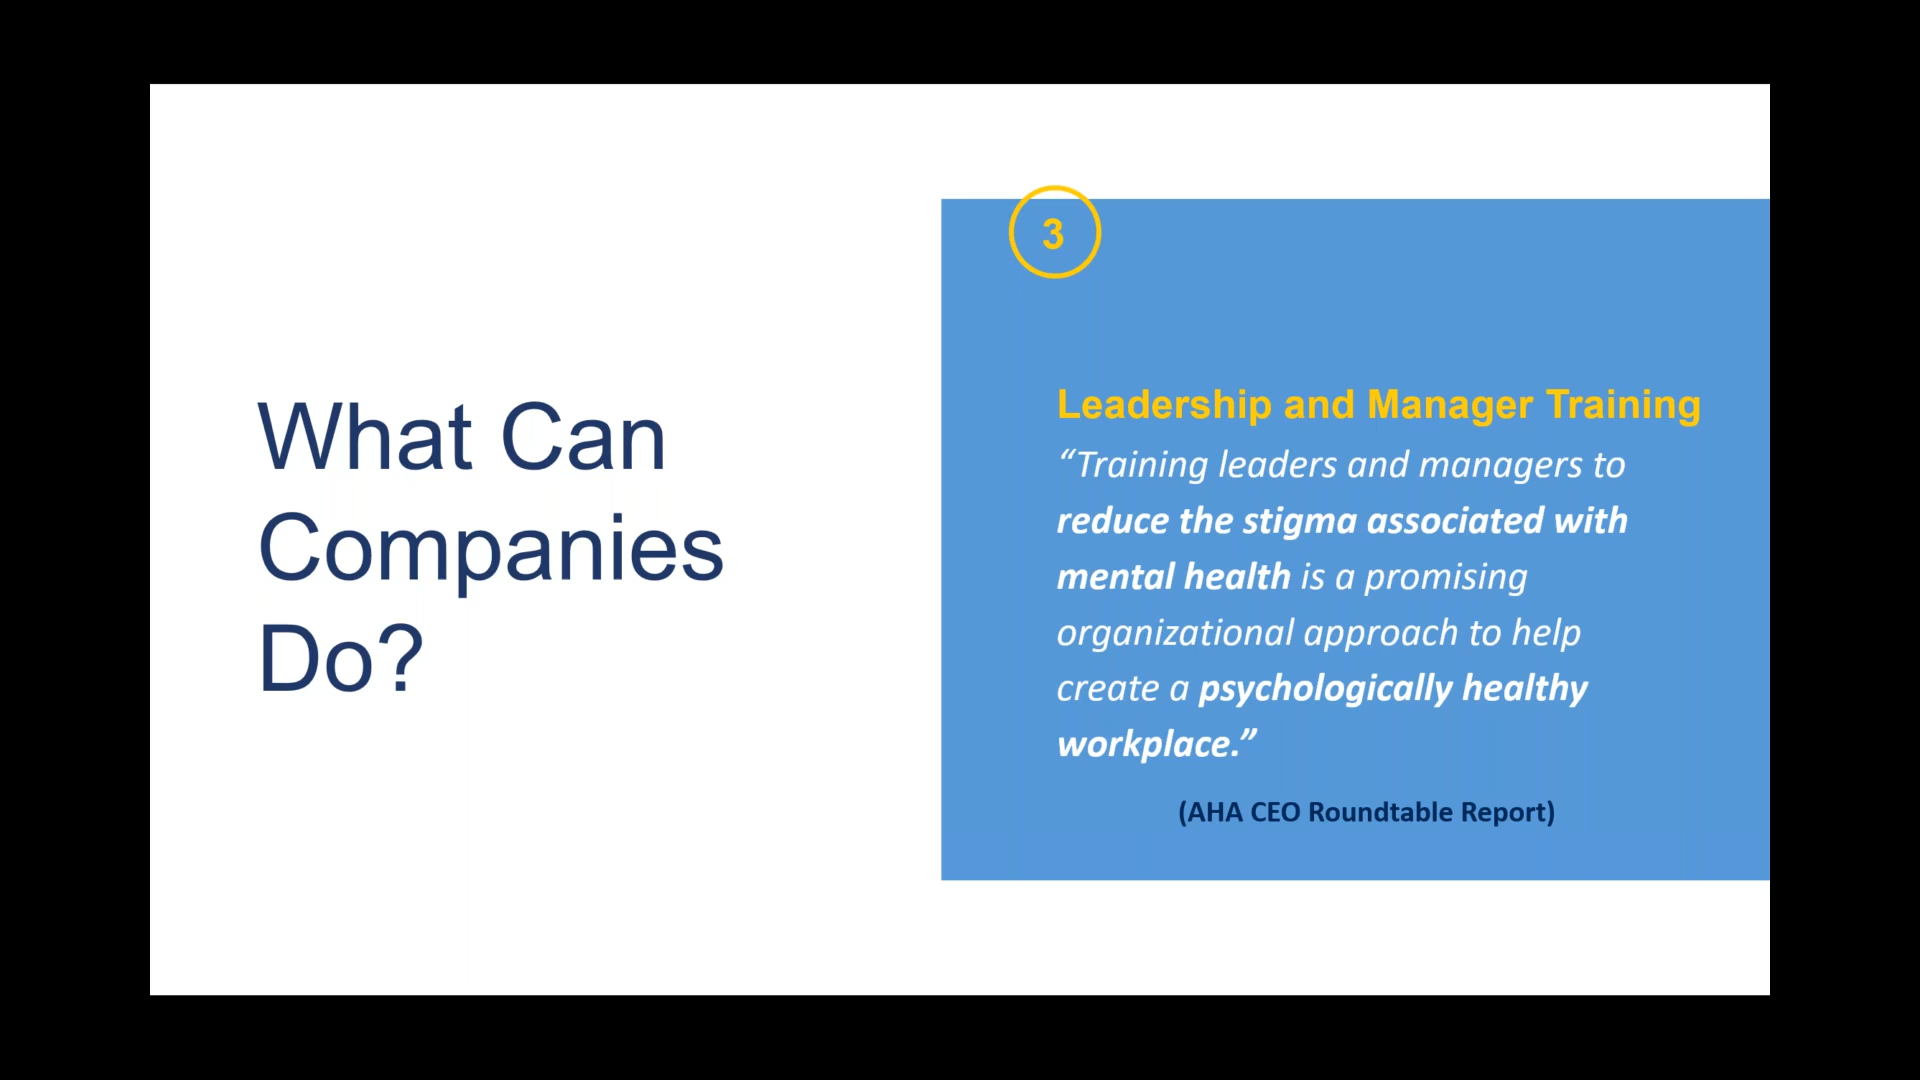 What Can
Companies
Do?
3
Leadership and Manager Training
“Training leaders and managers to
reduce the stigma associated with
mental health is a promising
organizational approach to help
create a psychologically healthy
workplace.”
(AHA CEO Roundtable Report)